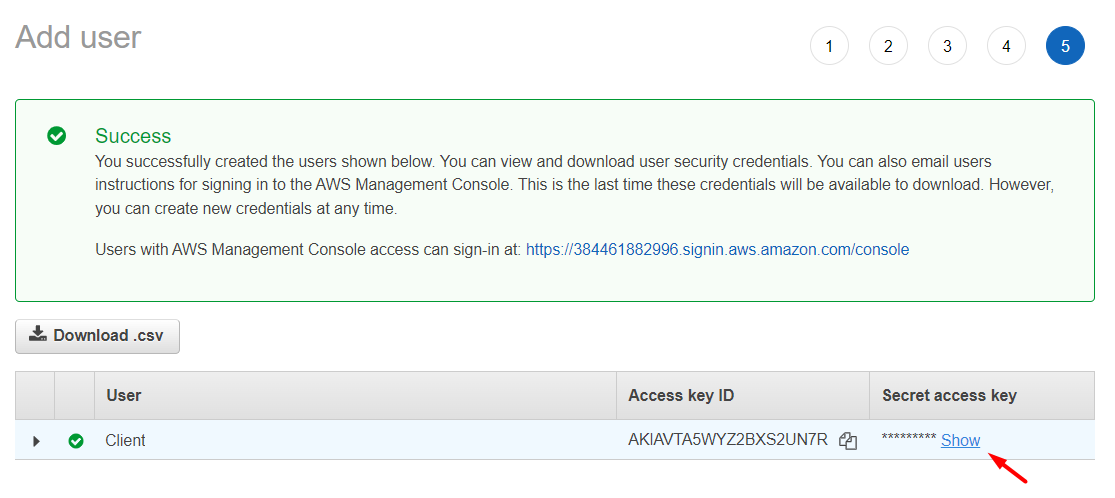 Add user
1 2 3 4 5
Success
You successfully created the users shown below. You can view and download user security credentials. You can also email users
instructions for signing in to the AWS Management Console. This is the last time these credentials will be available to download. However,
you can create new credentials at any time.
Users with AWS Management Console access can sign-in at: https://384461882996.signin.aws.amazon.com/console
Download .csv
User Access key ID Secret access key
Client AKIAVTA5WYZ2BXS2UN7R ********* Show